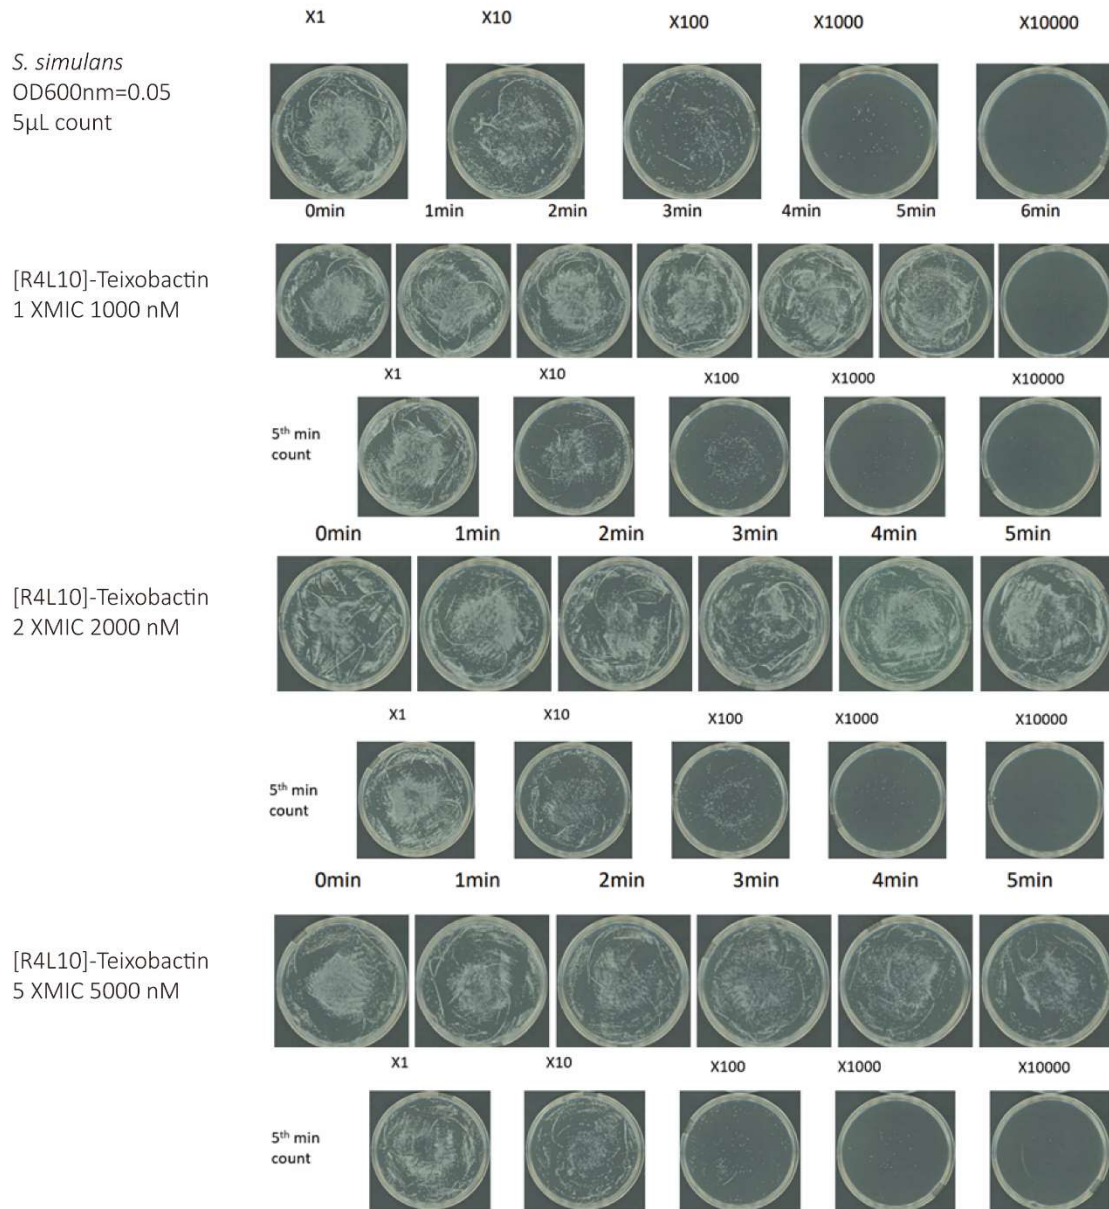 X1 X10 X100 X1000 X10000
S. simulans
OD600nm=0.05
5µL count
0min 1min 2min 3min 4min 5min 6min
[R4L10]-Teixobactin
1 XMIC 1000 nM
X1 X10 X100 X1000 X10000
5th min
count
0min 1min 2min 3min 4min 5min
[R4L10]-Teixobactin
2 XMIC 2000 nM
X1 X10 X100 X1000 X10000
5th min
count
0min 1min 2min 3min 4min 5min
[R4L10]-Teixobactin
5 XMIC 5000 nM
X1 X10 X100 X1000 X10000
5th min
count